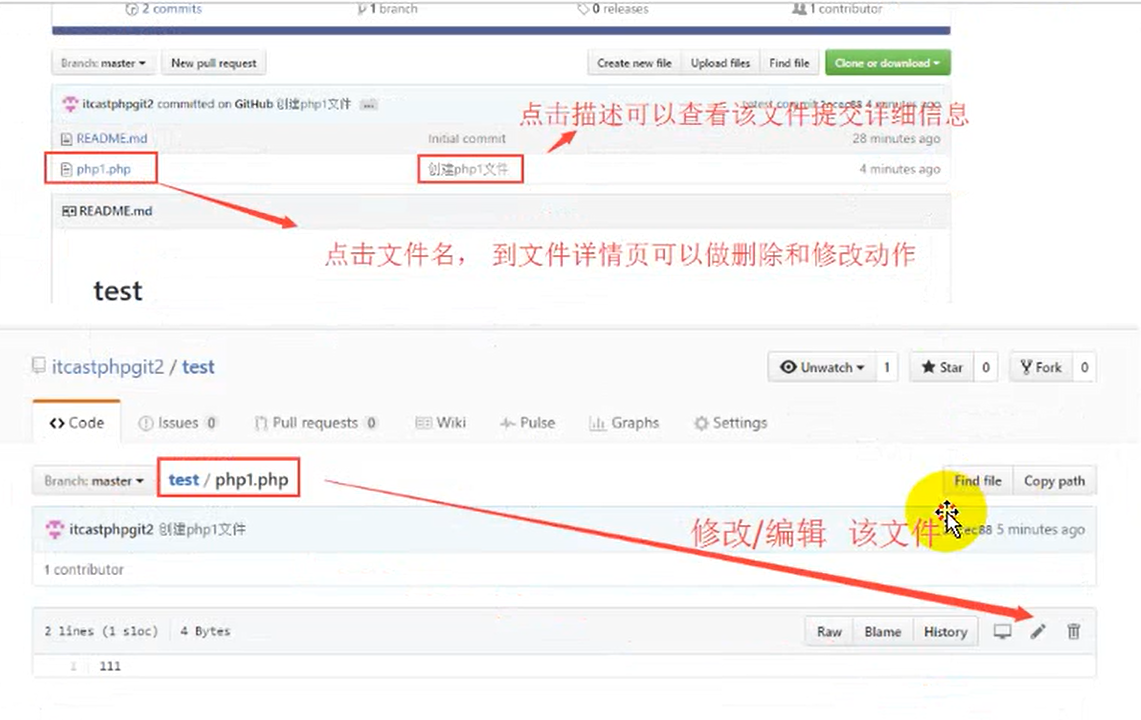 2 commits 1 branch 0 releases 1 contributor
Branch: master New pull request Create new file Upload files Find file Clone or download
itcastphpgit2 committed on GitHub 创建php1文件 ... 4 minutes ago
点击描述可以查看该文件提交详细信息
README.md Initial commit 28 minutes ago
php1.php 创建php1文件 4 minutes ago
README.md
点击文件名， 到文件详情页可以做删除和修改动作
test
itcastphpgit2 / test Unwatch 1 Star 0 Fork 0
Code Issues 0 Pull requests 0 Wiki Pulse Graphs Settings
Branch: master test / php1.php Find file Copy path
itcastphpgit2 创建php1文件 5 minutes ago
修改/编辑 该文件
1 contributor
2 lines (1 sloc) 4 Bytes Raw Blame History
1 111